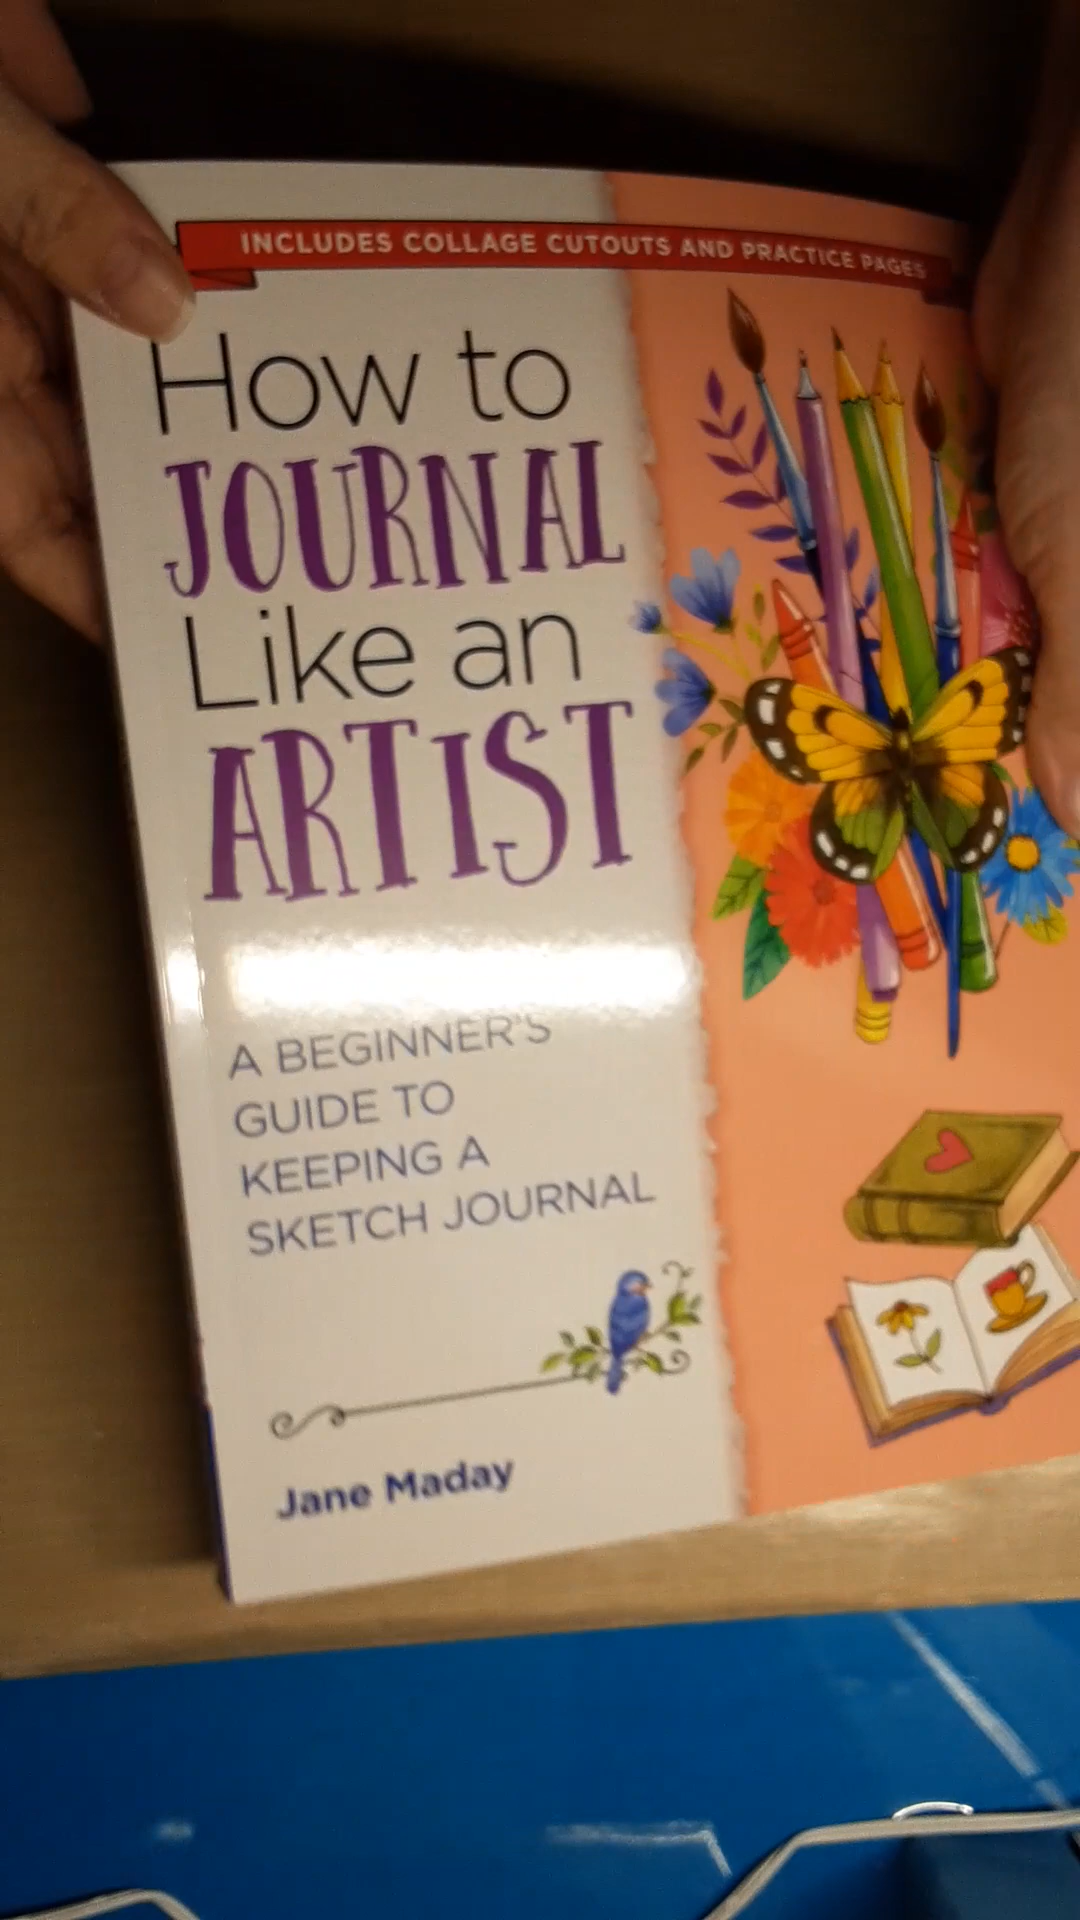 INCLUDES COLLAGE CUTOUTS AND PRACTICE PAGES
How to
JOURNAL
Like an
ARTIST
A BEGINNER'S
GUIDE TO
KEEPING A
SKETCH JOURNAL
Jane Maday